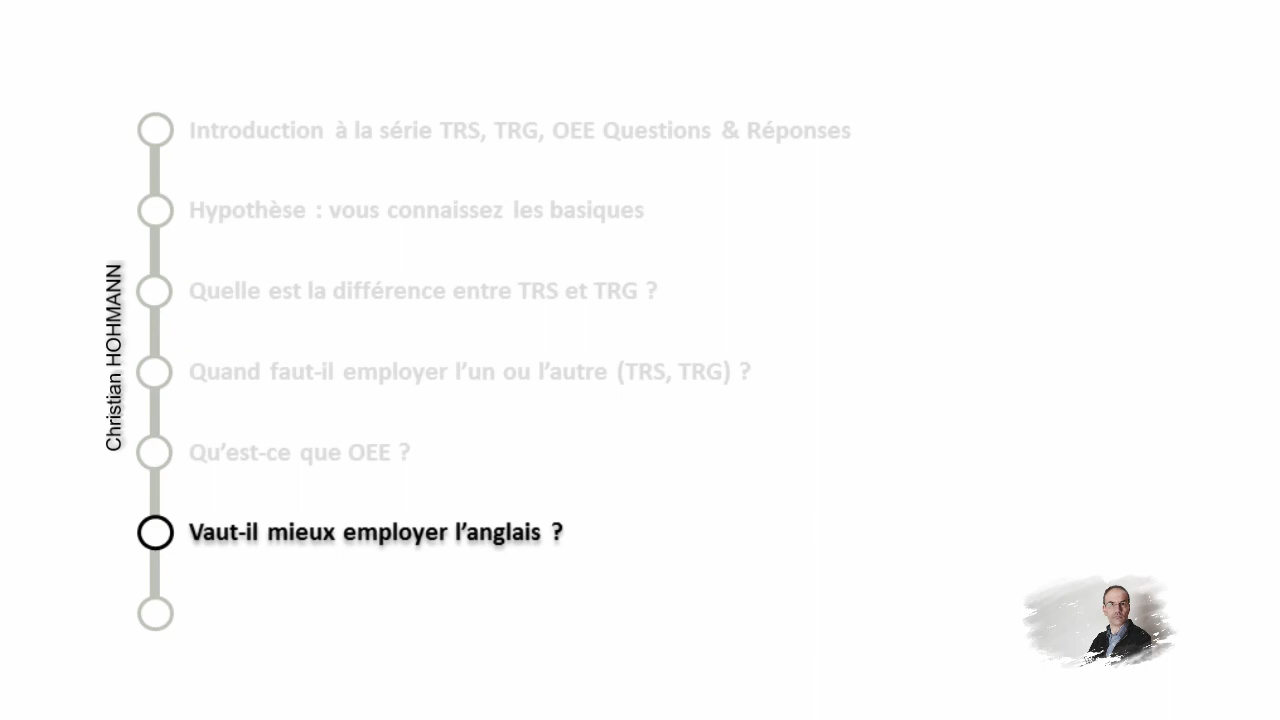 Introduction à la série TRS, TRG, OEE Questions & Réponses
Hypothèse : vous connaissez les basiques
Quelle est la différence entre TRS et TRG ?
Quand faut-il employer l’un ou l’autre (TRS, TRG) ?
Qu’est-ce que OEE ?
Vaut-il mieux employer l’anglais ?
Christian HOHMANN